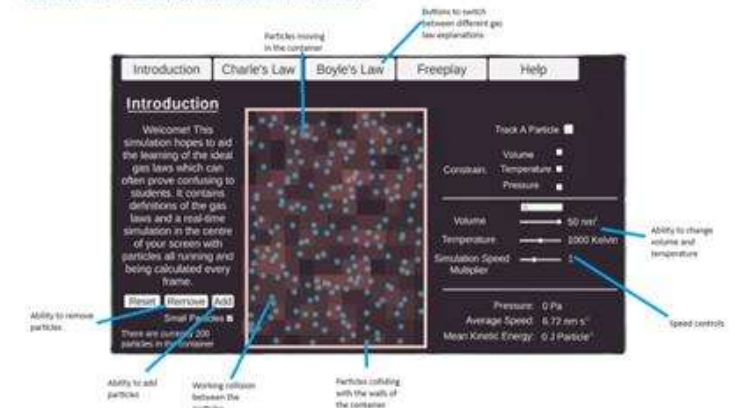 Buttons to switch
between different gas
law explanations
Particles moving
in the container
Introduction
Charle's Law
Boyle's Law
Freeplay
Help
Introduction
Welcome! This
simulation hopes to aid
the learning of the ideal
gas laws which can
often prove confusing to
students. It contains
definitions of the gas
laws and a real-time
simulation in the centre
of your screen with
particles all running and
being calculated every
frame.
Reset
Remove
Add
Small Particles
There are currently 200
particles in the container
Track A Particle
Constrain:
Volume
Temperature
Pressure
Volume
50 nm
Temperature
1000 Kelvin
Simulation Speed
Multiplier
1
Pressure: 0 Pa
Average Speed: 6.72 nm s⁻¹
Mean Kinetic Energy: 0 J Particle⁻¹
Ability to change
volume and
temperature
Speed controls
Ability to remove
particles
Ability to add
particles
Working collision
between the
Particles colliding
with the walls of
the container